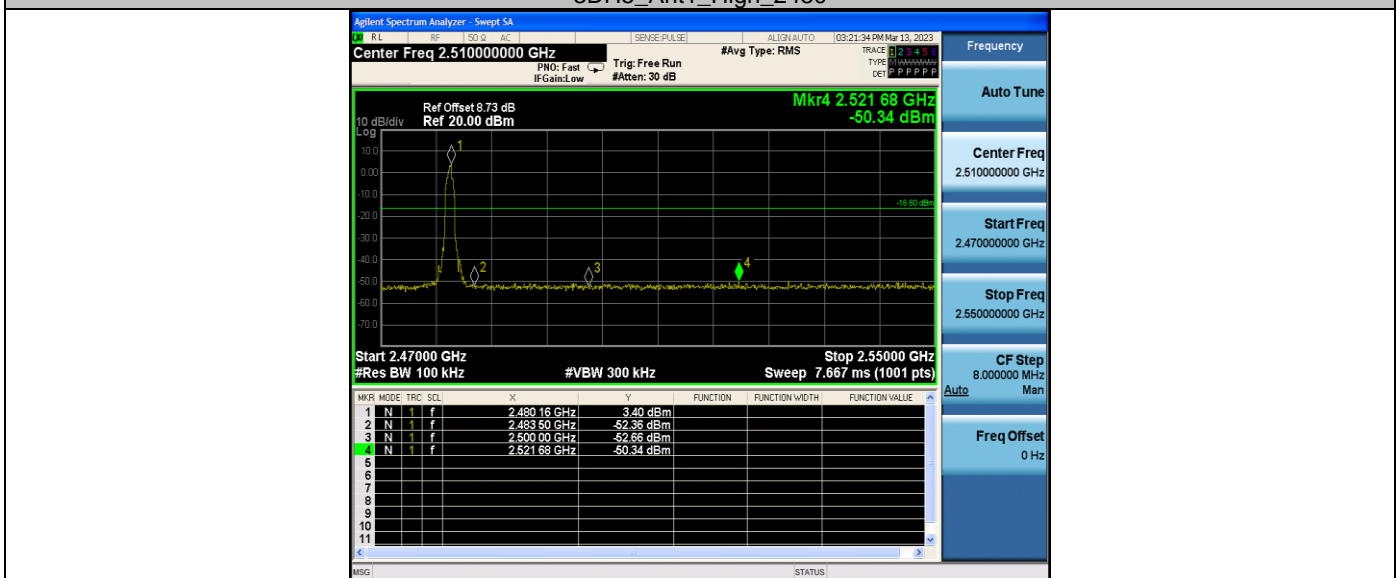 Agilent Spectrum Analyzer - Swept SA
RL RF 50 Ω AC SENSE:PULSE ALIGNAUTO 03:21:34 PM Mar 13, 2023
Center Freq 2.510000000 GHz #Avg Type: RMS TRACE 1 2 3 4 5 6
PNO: Fast Trig: Free Run TYPE M
IFGain:Low #Atten: 30 dB DET P P P P P P
Frequency
Auto Tune
Center Freq
2.510000000 GHz
Start Freq
2.470000000 GHz
Stop Freq
2.550000000 GHz
CF Step
8.000000 MHz
Auto Man
Freq Offset
0 Hz
Mkr4 2.521 68 GHz
-50.34 dBm
Ref Offset 8.73 dB
10 dB/div Ref 20.00 dBm
Log
10.0
0.00
-10.0
-20.0
-30.0
-40.0
-50.0
-60.0
-70.0
1
2
3
4
-16.60 dBm
Start 2.47000 GHz Stop 2.55000 GHz
#Res BW 100 kHz #VBW 300 kHz Sweep 7.667 ms (1001 pts)
MKR MODE TRC SCL X Y FUNCTION FUNCTION WIDTH FUNCTION VALUE
1 N 1 f 2.480 16 GHz 3.40 dBm
2 N 1 f 2.483 50 GHz -52.36 dBm
3 N 1 f 2.500 00 GHz -52.66 dBm
4 N 1 f 2.521 68 GHz -50.34 dBm
5
6
7
8
9
10
11
MSG STATUS